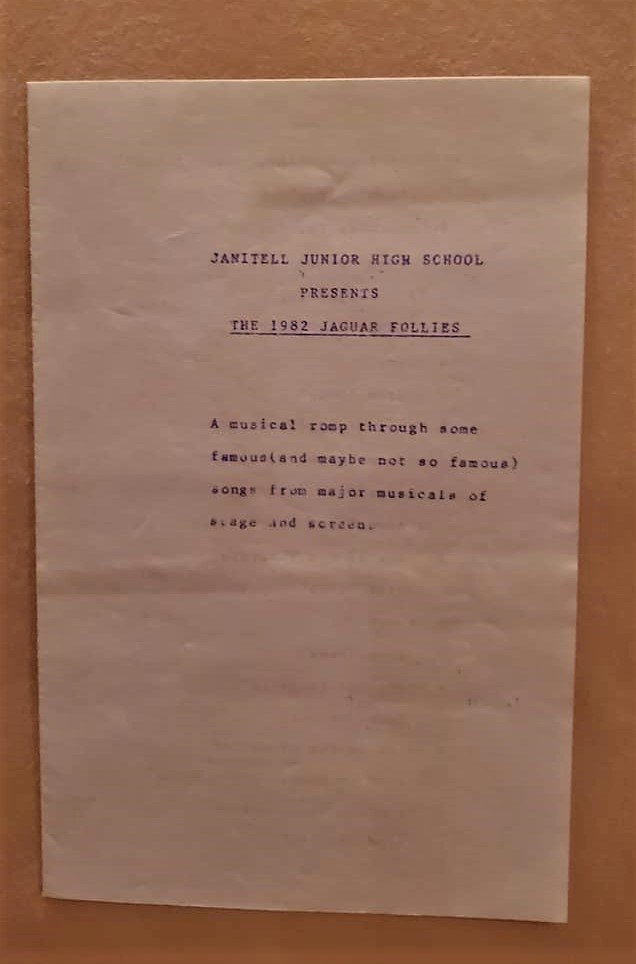 JANITELL JUNIOR HIGH SCHOOL
PRESENTS
THE 1982 JAGUAR FOLLIES
A musical romp through some
famous(and maybe not so famous)
songs from major musicals of
stage and screen.